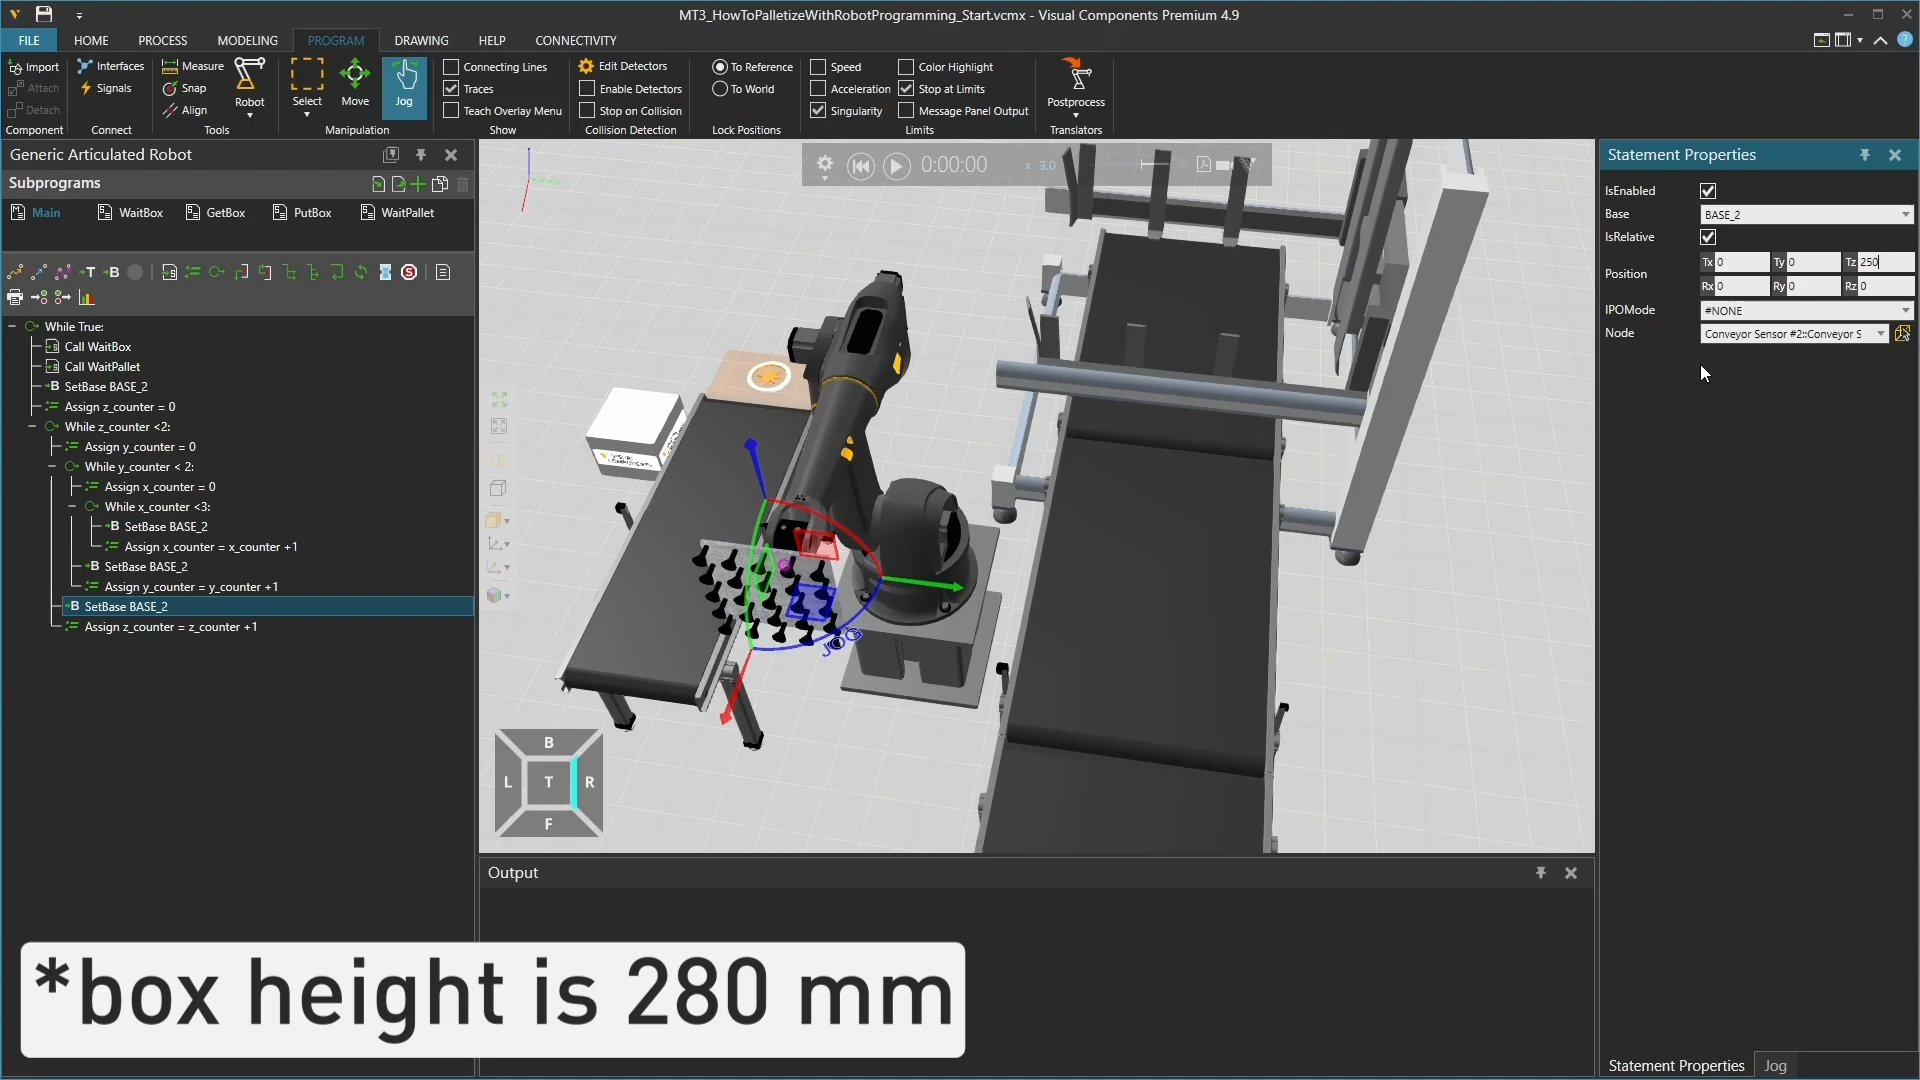 MT3_HowToPalletizeWithRobotProgramming_Start.vcmx - Visual Components Premium 4.9
FILE HOME PROCESS MODELING PROGRAM DRAWING HELP CONNECTIVITY
Import Interfaces Measure Connecting Lines Edit Detectors To Reference Speed Color Highlight
Attach Signals Snap Traces Enable Detectors To World Acceleration Stop at Limits
Detach Align Robot Select Move Jog Teach Overlay Menu Stop on Collision Singularity Message Panel Output Postprocess
Component Connect Tools Manipulation Show Collision Detection Lock Positions Limits Translators
Generic Articulated Robot
Subprograms
Main WaitBox GetBox PutBox WaitPallet
While True:
Call WaitBox
Call WaitPallet
SetBase BASE_2
Assign z_counter = 0
While z_counter <2:
Assign y_counter = 0
While y_counter < 2:
Assign x_counter = 0
While x_counter <3:
SetBase BASE_2
Assign x_counter = x_counter +1
SetBase BASE_2
Assign y_counter = y_counter +1
SetBase BASE_2
Assign z_counter = z_counter +1
0:00:00 x 3.0
JOG
B
L T R
F
Output
Statement Properties
IsEnabled
Base BASE_2
IsRelative
Position Tx 0 Ty 0 Tz 250
Rx 0 Ry 0 Rz 0
IPOMode #NONE
Node Conveyor Sensor #2::Conveyor S
*box height is 280 mm
Statement Properties Jog